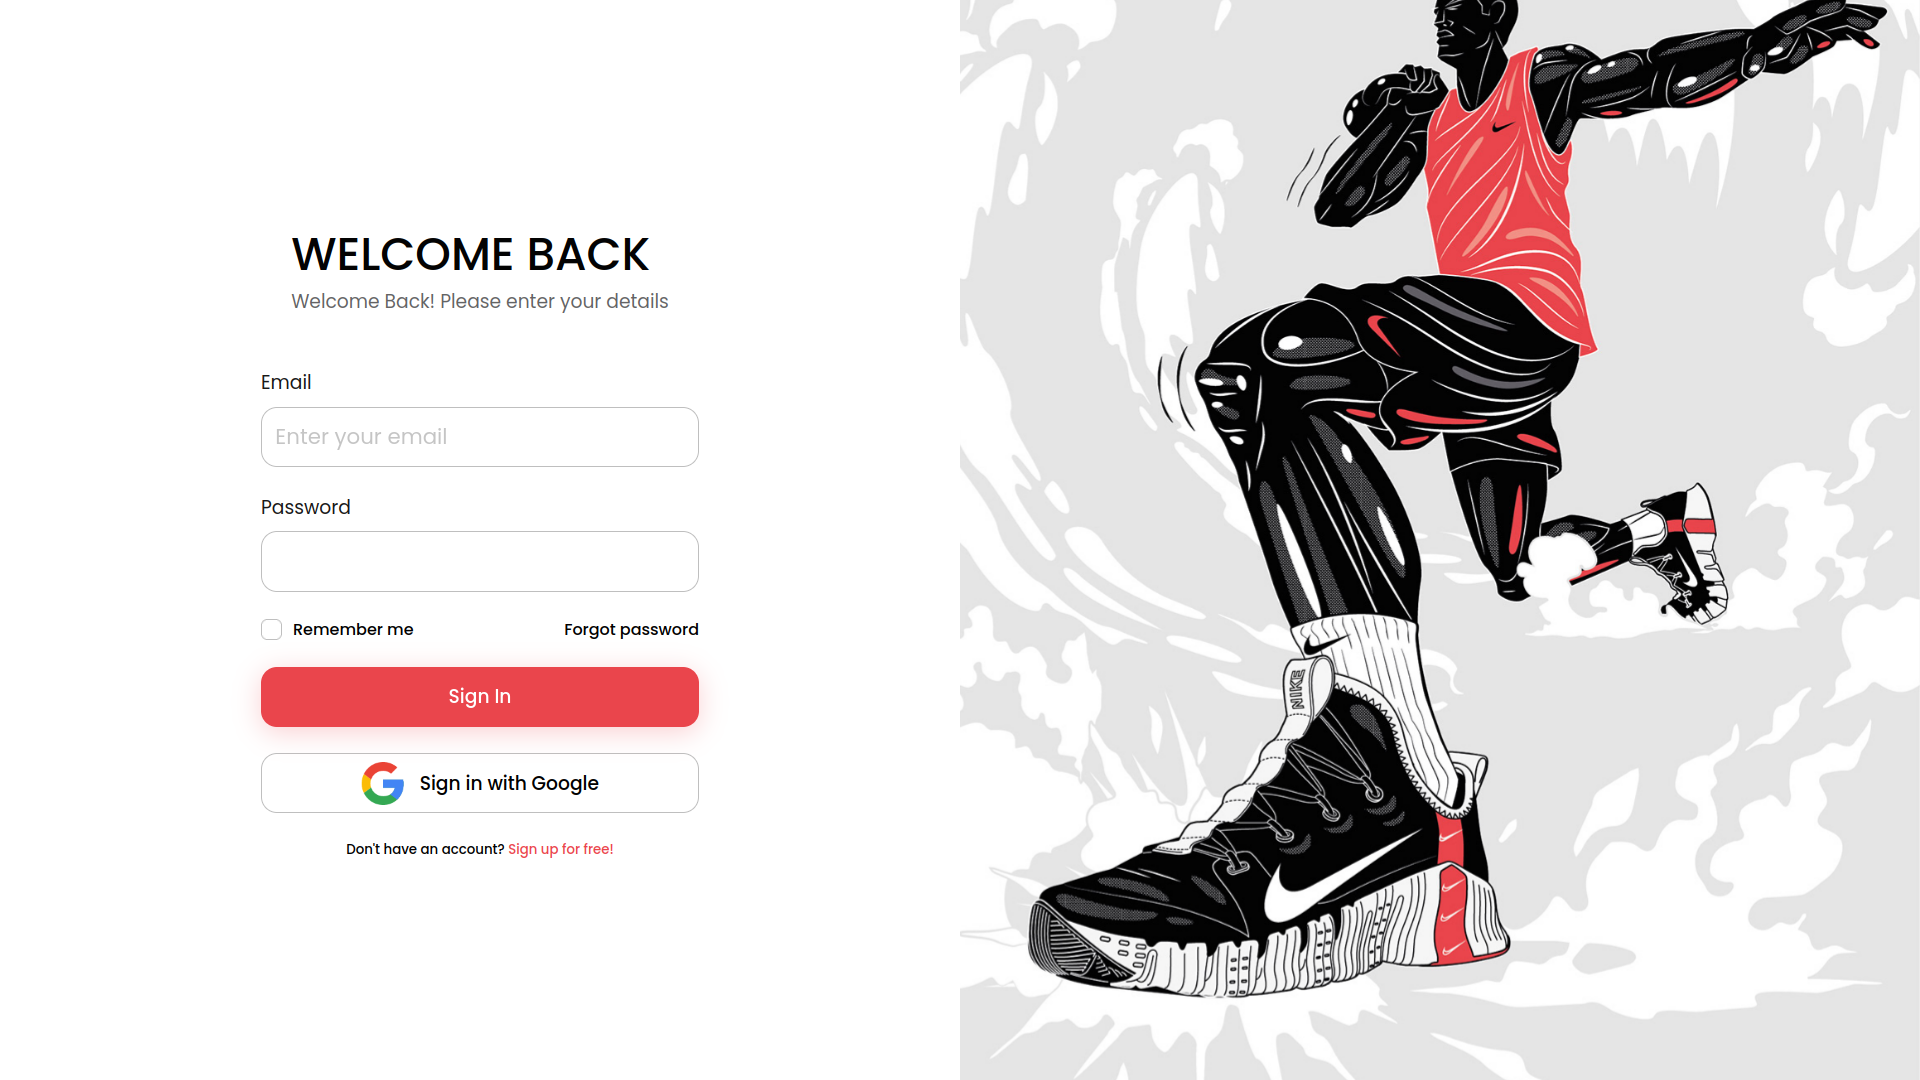 WELCOME BACK
Welcome Back! Please enter your details
Email
Enter your email
Password
Remember me
Forgot password
Sign In
Sign in with Google
Don't have an account? Sign up for free!
NIKE